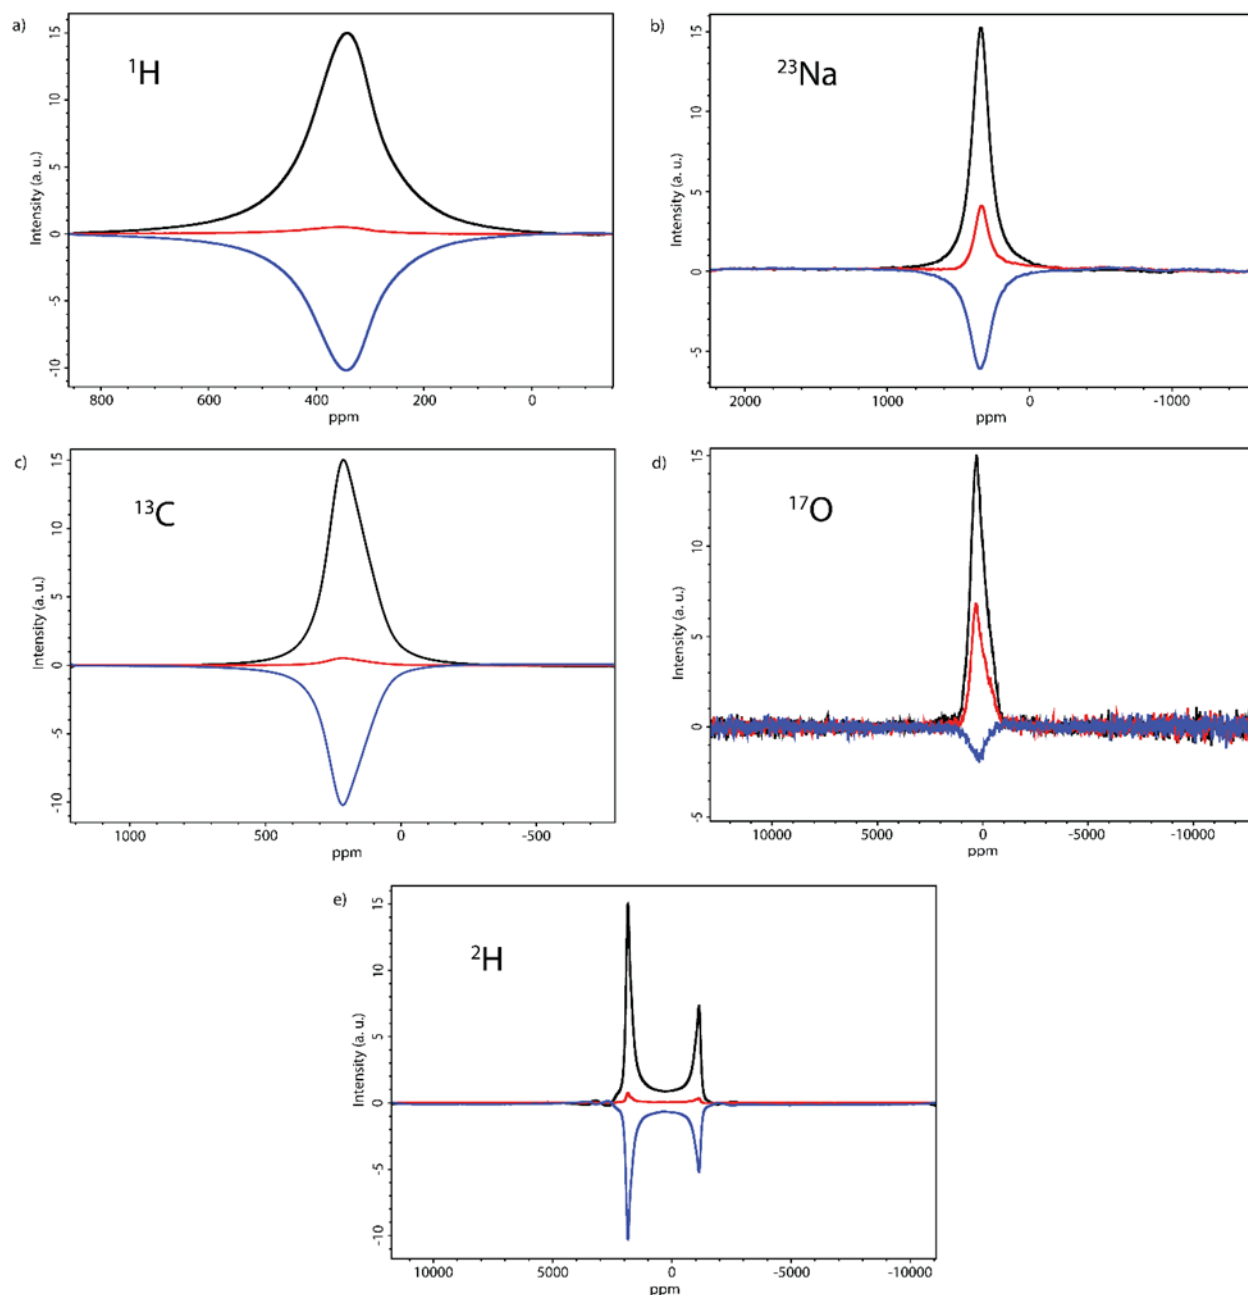 a)
¹H
Intensity (a. u.)
15
10
5
0
-5
-10
800
600
400
200
0
ppm
b)
²³Na
Intensity (a. u.)
15
10
5
0
-5
2000
1000
0
-1000
ppm
c)
¹³C
Intensity (a. u.)
15
10
5
0
-5
-10
1000
500
0
-500
ppm
d)
¹⁷O
Intensity (a. u.)
15
10
5
0
-5
10000
5000
0
-5000
-10000
ppm
e)
²H
Intensity (a. u.)
15
10
5
0
-5
-10
10000
5000
0
-5000
-10000
ppm